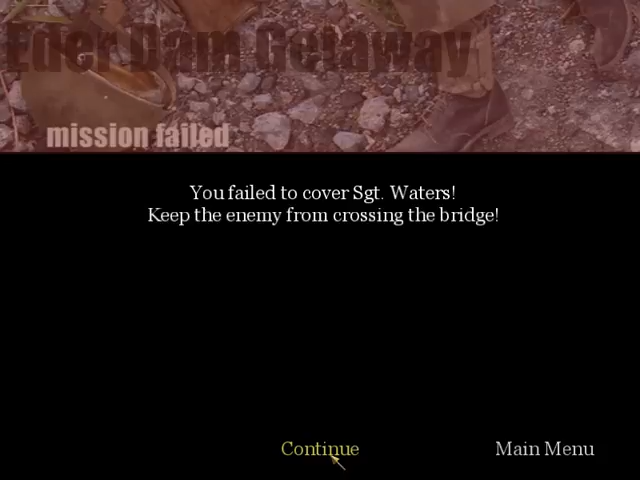 Eder Dam Getaway
mission failed
You failed to cover Sgt. Waters!
Keep the enemy from crossing the bridge!
Continue
Main Menu